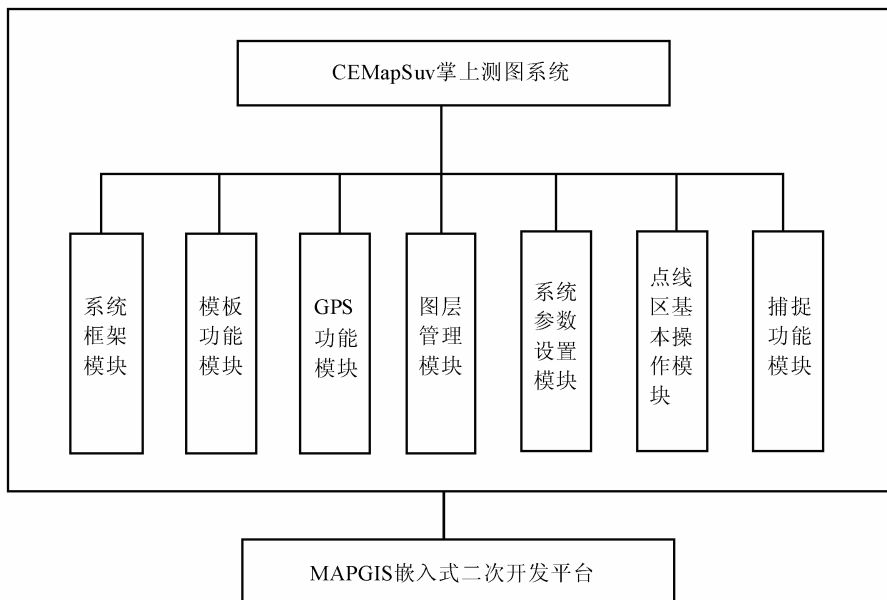 CEMapSuv掌上测图系统
系统
框架
模块
模板
功能
模块
GPS
功能
模块
图层
管理
模块
系统
参数
设置
模块
点线
区基
本操
作模
块
捕捉
功能
模块
MAPGIS嵌入式二次开发平台